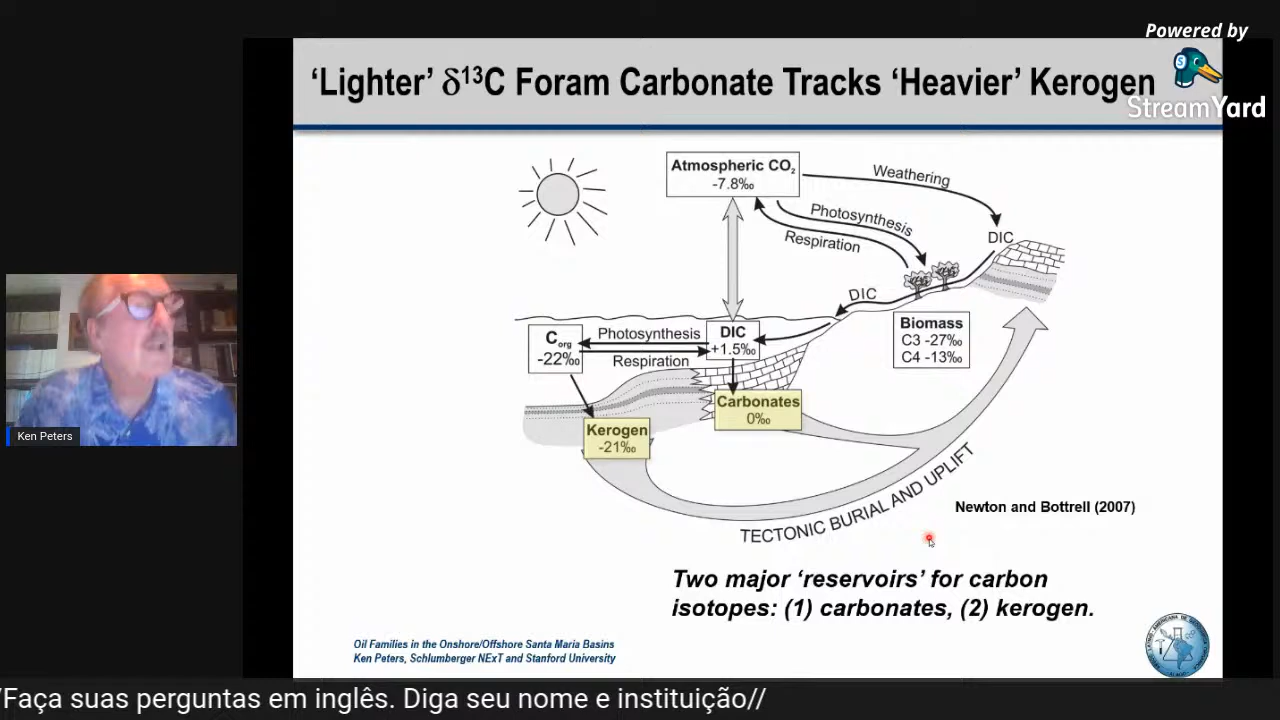 Powered by
StreamYard
‘Lighter’ δ¹³C Foram Carbonate Tracks ‘Heavier’ Kerogen
Atmospheric CO₂
-7.8‰
Weathering
Photosynthesis
Respiration
DIC
DIC
Biomass
C3 -27‰
C4 -13‰
Corg
-22‰
Photosynthesis
Respiration
DIC
+1.5‰
Carbonates
0‰
Kerogen
-21‰
TECTONIC BURIAL AND UPLIFT
Newton and Bottrell (2007)
Two major ‘reservoirs’ for carbon
isotopes: (1) carbonates, (2) kerogen.
Oil Families in the Onshore/Offshore Santa Maria Basins
Ken Peters, Schlumberger NExT and Stanford University
Ken Peters
/Faça suas perguntas em inglês. Diga seu nome e instituição//